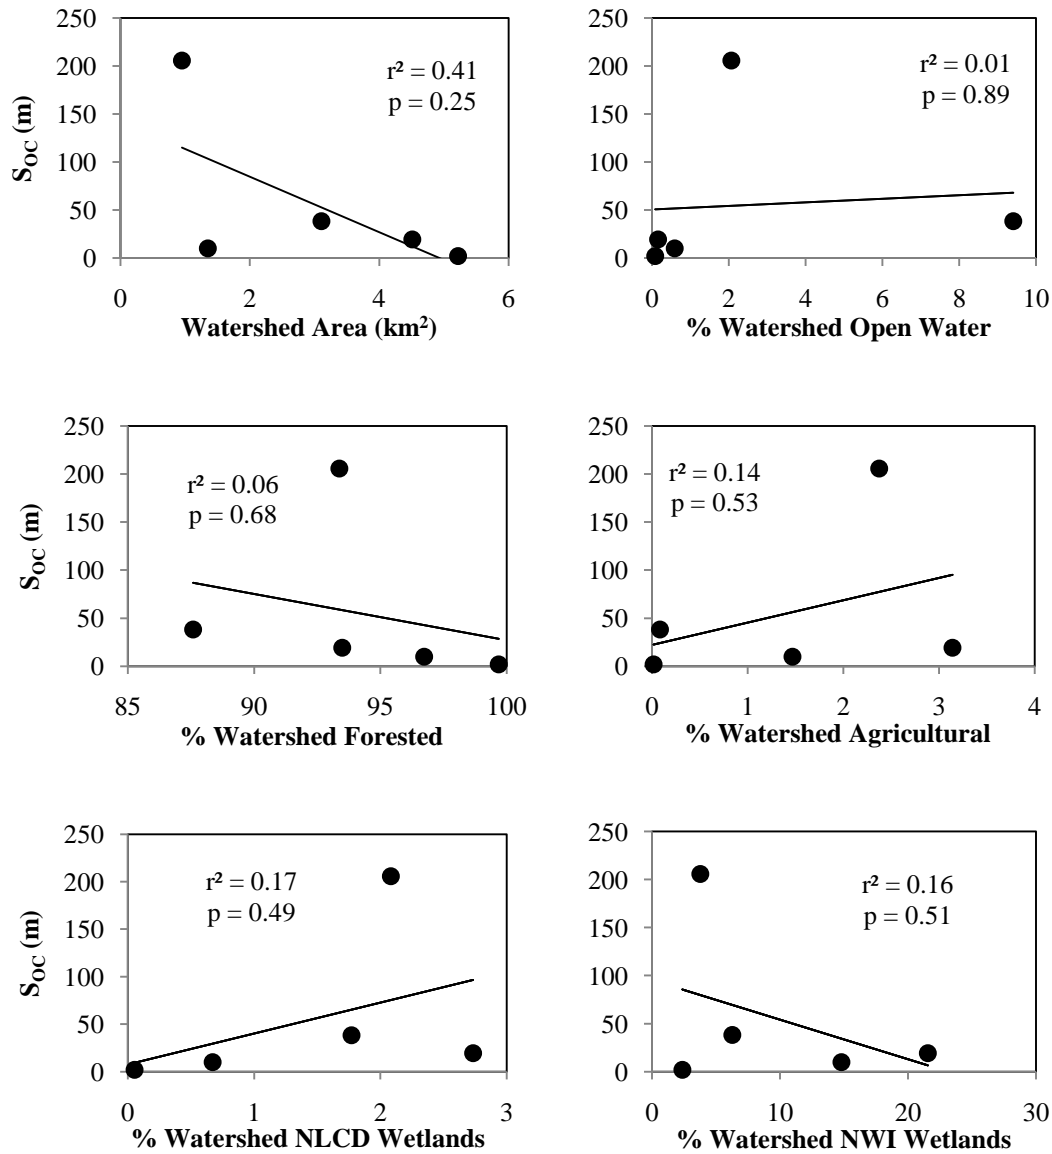 250
200
150
100
50
0
S_OC (m)
r² = 0.41
p = 0.25
0 2 4 6
Watershed Area (km²)
250
200
150
100
50
0
r² = 0.01
p = 0.89
0 2 4 6 8 10
% Watershed Open Water
250
200
150
100
50
0
S_OC (m)
r² = 0.06
p = 0.68
85 90 95 100
% Watershed Forested
250
200
150
100
50
0
r² = 0.14
p = 0.53
0 1 2 3 4
% Watershed Agricultural
250
200
150
100
50
0
S_OC (m)
r² = 0.17
p = 0.49
0 1 2 3
% Watershed NLCD Wetlands
250
200
150
100
50
0
r² = 0.16
p = 0.51
0 10 20 30
% Watershed NWI Wetlands